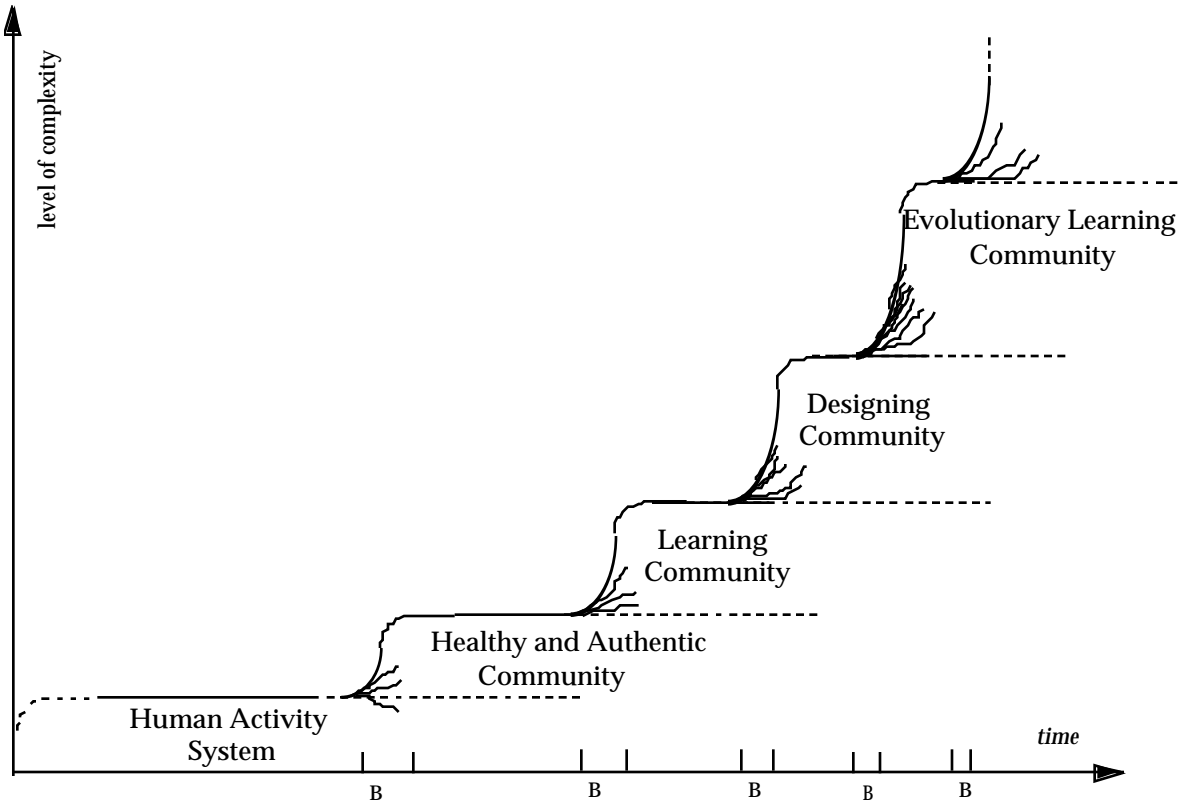 level of complexity
Evolutionary Learning
Community
Designing
Community
Learning
Community
Healthy and Authentic
Community
Human Activity
System
time
B
B
B
B
B